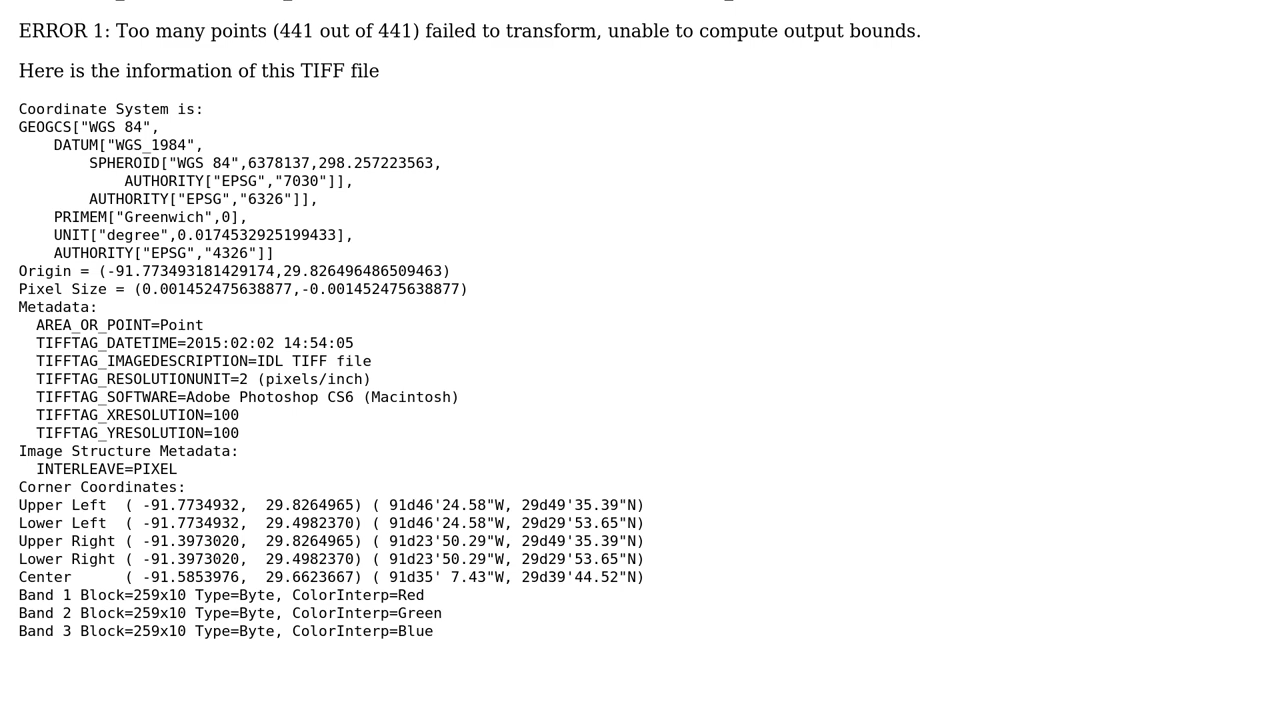 ERROR 1: Too many points (441 out of 441) failed to transform, unable to compute output bounds.
Here is the information of this TIFF file
Coordinate System is:
GEOGCS["WGS 84",
    DATUM["WGS_1984",
        SPHEROID["WGS 84",6378137,298.257223563,
            AUTHORITY["EPSG","7030"]],
        AUTHORITY["EPSG","6326"]],
    PRIMEM["Greenwich",0],
    UNIT["degree",0.0174532925199433],
    AUTHORITY["EPSG","4326"]]
Origin = (-91.773493181429174,29.826496486509463)
Pixel Size = (0.001452475638877,-0.001452475638877)
Metadata:
  AREA_OR_POINT=Point
  TIFFTAG_DATETIME=2015:02:02 14:54:05
  TIFFTAG_IMAGEDESCRIPTION=IDL TIFF file
  TIFFTAG_RESOLUTIONUNIT=2 (pixels/inch)
  TIFFTAG_SOFTWARE=Adobe Photoshop CS6 (Macintosh)
  TIFFTAG_XRESOLUTION=100
  TIFFTAG_YRESOLUTION=100
Image Structure Metadata:
  INTERLEAVE=PIXEL
Corner Coordinates:
Upper Left  ( -91.7734932,  29.8264965) ( 91d46'24.58"W, 29d49'35.39"N)
Lower Left  ( -91.7734932,  29.4982370) ( 91d46'24.58"W, 29d29'53.65"N)
Upper Right ( -91.3973020,  29.8264965) ( 91d23'50.29"W, 29d49'35.39"N)
Lower Right ( -91.3973020,  29.4982370) ( 91d23'50.29"W, 29d29'53.65"N)
Center      ( -91.5853976,  29.6623667) ( 91d35' 7.43"W, 29d39'44.52"N)
Band 1 Block=259x10 Type=Byte, ColorInterp=Red
Band 2 Block=259x10 Type=Byte, ColorInterp=Green
Band 3 Block=259x10 Type=Byte, ColorInterp=Blue